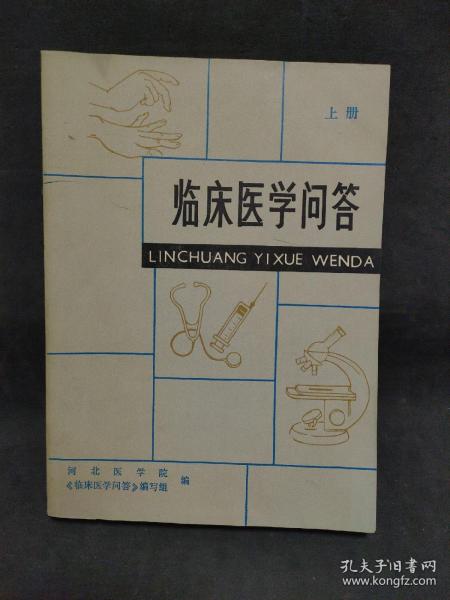 上册
临床医学问答
LINCHUANG YIXUE WENDA
河北医学院
《临床医学问答》编写组 编
孔夫子旧书网
www.kongfz.com